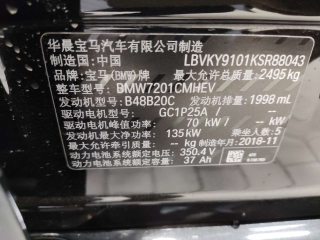 华晨宝马汽车有限公司制造
制造国：中国 LBVKY9101KSR88043
品牌：宝马(BMW)牌 最大允许总质量：2495 kg
整车型号：BMW7201CMHEV
发动机型号：B48B20C 发动机排量：1998 mL
驱动电机型号：GC1P25A / --
驱动电机峰值功率：70 kW / -- kW
发动机最大净功率：135 kW 乘坐人数：5
最大允许牵引质量：-- kg 制造年月：2018-11
动力电池系统额定电压：350.4 V
动力电池系统额定容量：37 Ah